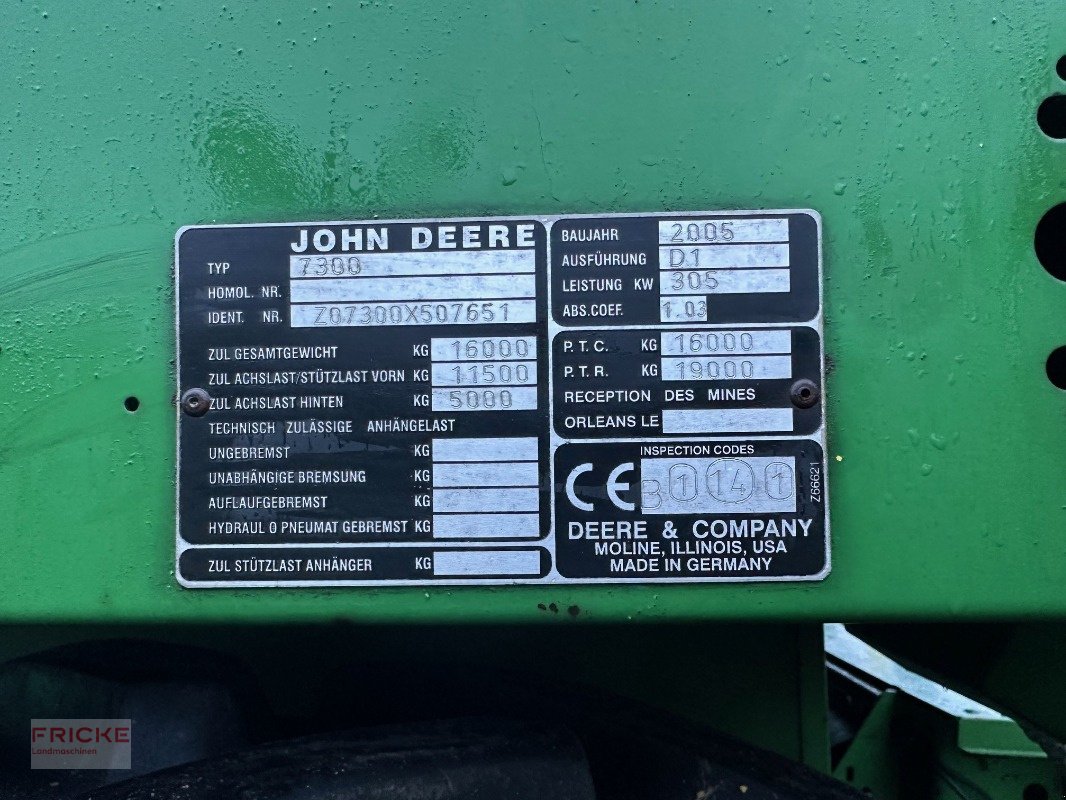 JOHN DEERE
TYP 7300
HOMOL. NR.
IDENT. NR. Z07300X507651
ZUL GESAMTGEWICHT KG 16000
ZUL ACHSLAST/STÜTZLAST VORN KG 11500
ZUL ACHSLAST HINTEN KG 5000
TECHNISCH ZULÄSSIGE ANHÄNGELAST
UNGEBREMST KG
UNABHÄNGIGE BREMSUNG KG
AUFLAUFGEBREMST KG
HYDRAUL O PNEUMAT GEBREMST KG
ZUL STÜTZLAST ANHÄNGER KG
BAUJAHR 2005
AUSFÜHRUNG D1
LEISTUNG KW 305
ABS.COEF. 1.03
P. T. C. KG 16000
P. T. R. KG 19000
RECEPTION DES MINES
ORLEANS LE
INSPECTION CODES
CE B 1 14 1
Z66621
DEERE & COMPANY
MOLINE, ILLINOIS, USA
MADE IN GERMANY
FRICKE
Landmaschinen